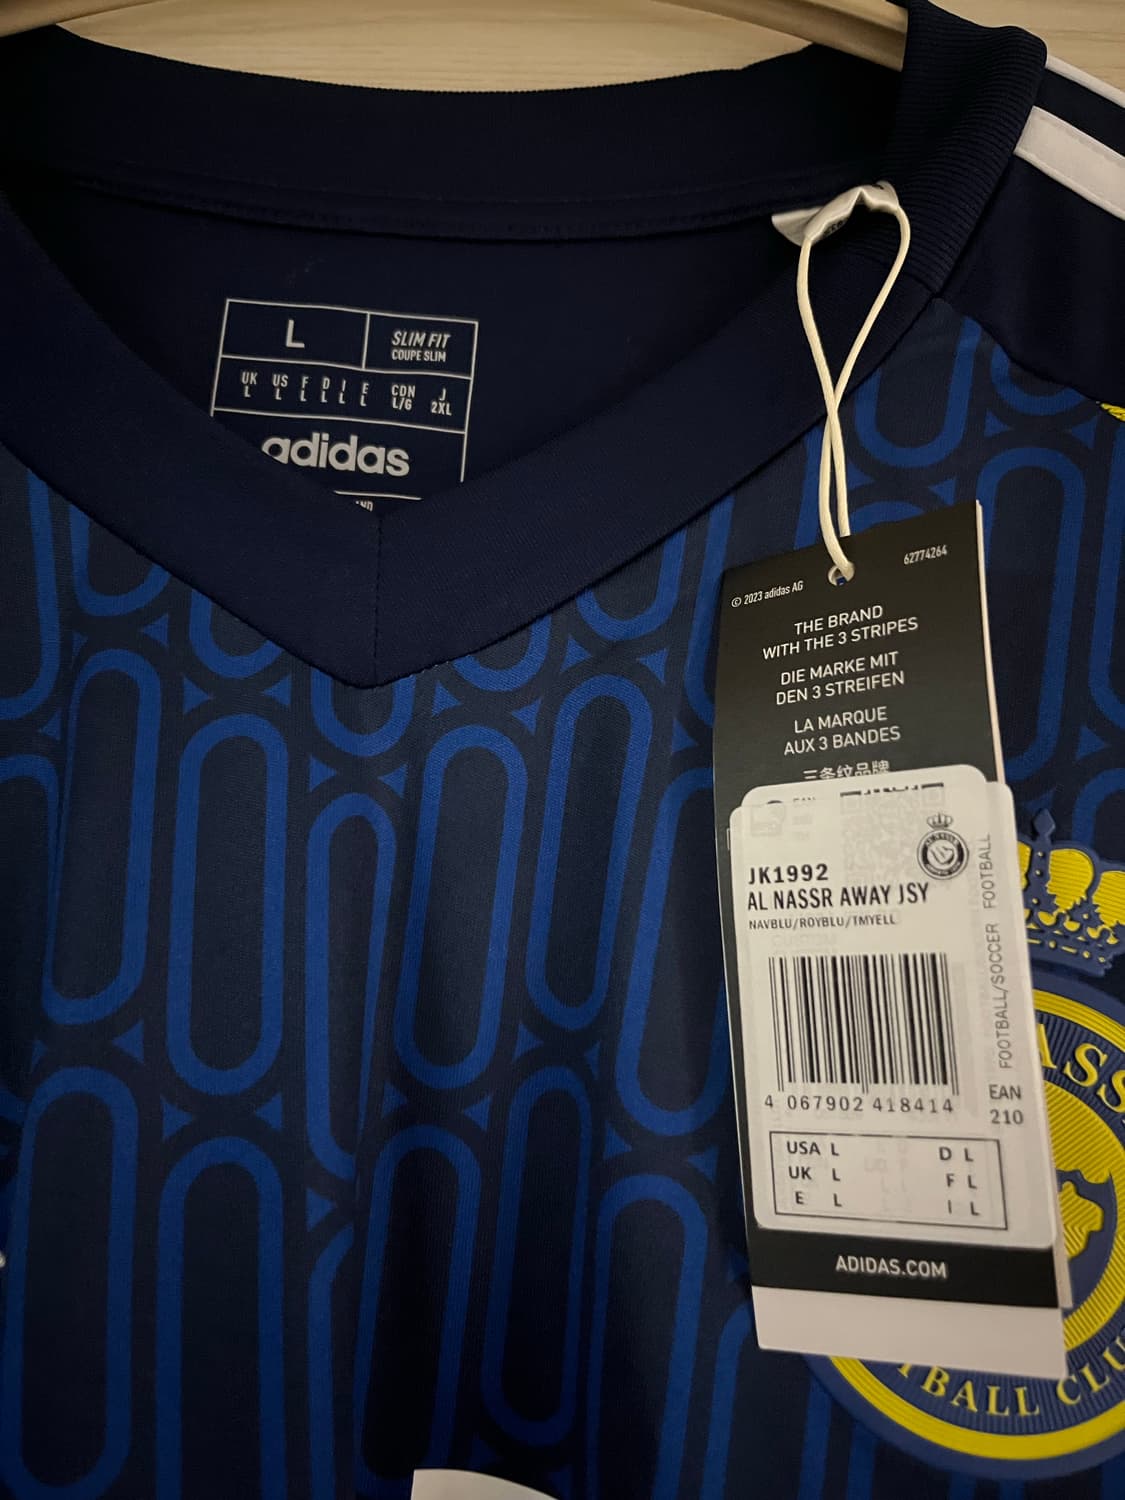 L
SLIM FIT
COUPE SLIM
UK US F D I E CDN J
L L L L L L L/G 2XL
adidas
62774264
© 2023 adidas AG
THE BRAND
WITH THE 3 STRIPES
DIE MARKE MIT
DEN 3 STREIFEN
LA MARQUE
AUX 3 BANDES
三条纹品牌
JK1992
AL NASSR AWAY JSY
NAVBLU/ROYBLU/TMYELL
FOOTBALL/SOCCER FOOTBALL
4 067902 418414
EAN
210
USA L D L
UK L F L
E L I L
ADIDAS.COM